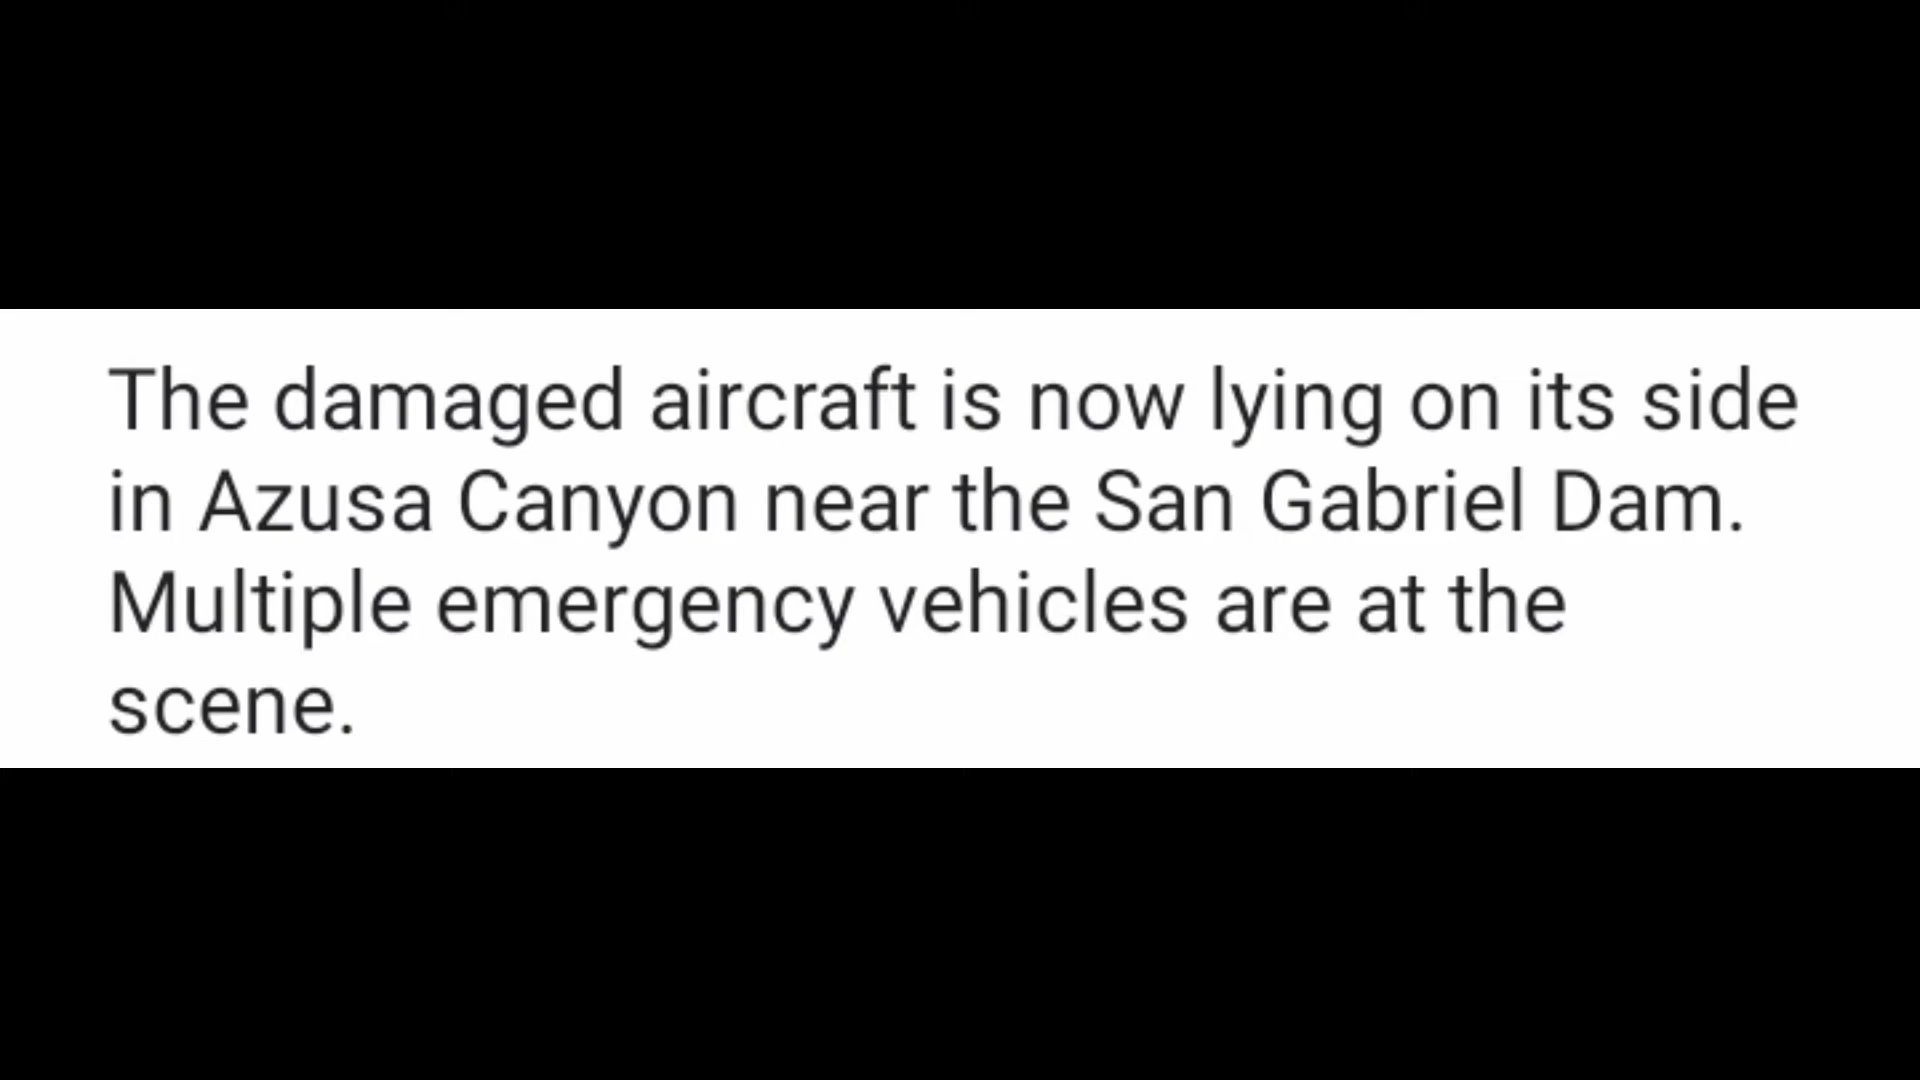 The damaged aircraft is now lying on its side
in Azusa Canyon near the San Gabriel Dam.
Multiple emergency vehicles are at the
scene.